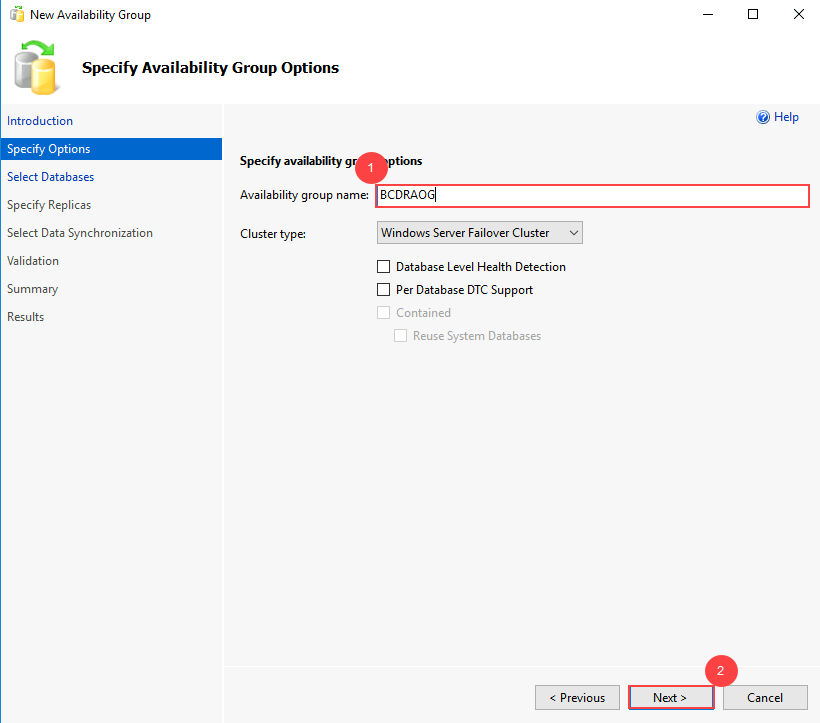 New Availability Group
Specify Availability Group Options
Introduction
Specify Options
Select Databases
Specify Replicas
Select Data Synchronization
Validation
Summary
Results
Help
Specify availability options
1
Availability group name: BCDRAOG
Cluster type: Windows Server Failover Cluster
Database Level Health Detection
Per Database DTC Support
Contained
Reuse System Databases
2
< Previous Next > Cancel